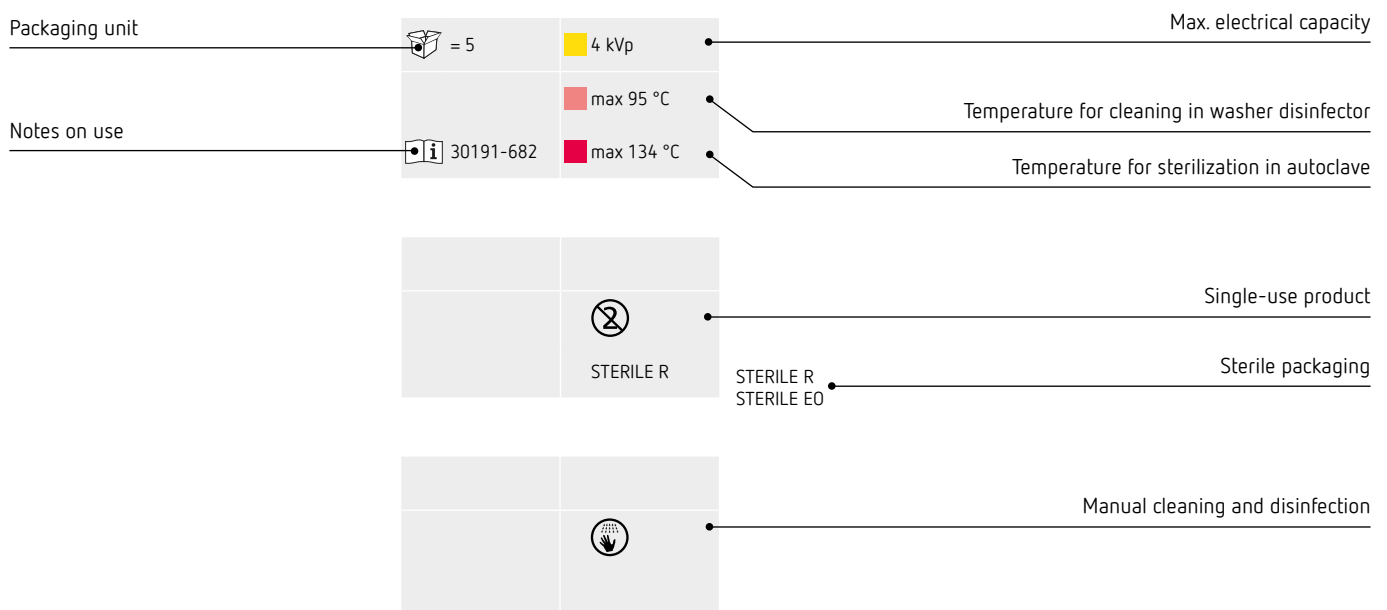 Packaging unit
= 5
4 kVp
Max. electrical capacity
max 95 °C
Temperature for cleaning in washer disinfector
Notes on use
i 30191-682
max 134 °C
Temperature for sterilization in autoclave
2
Single-use product
STERILE R
STERILE R
STERILE EO
Sterile packaging
Manual cleaning and disinfection